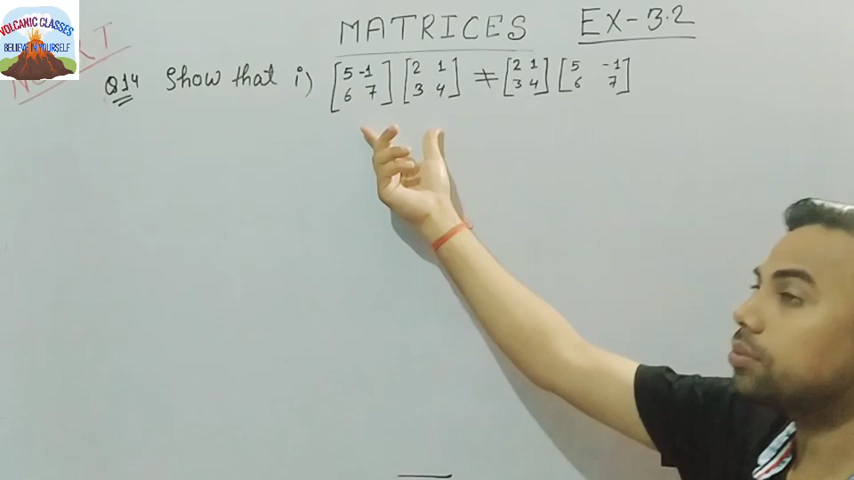 VOLCANIC CLASSES
BELIEVE IN YOURSELF
MATRICES EX-3.2
Q14 Show that i) [5 -1 [2 1 ≠ [2 1 [5 -1
6 7] 3 4] 3 4] 6 7]